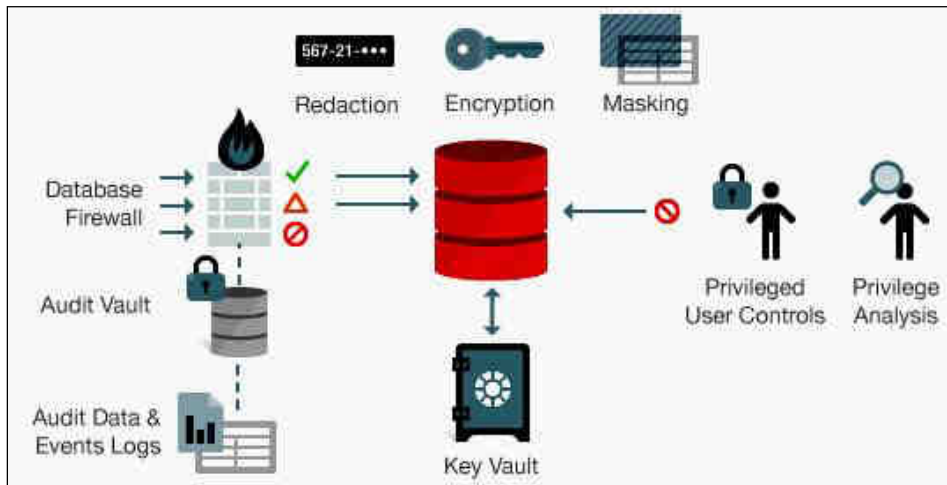 567-21-•••
Redaction
Encryption
Masking
Database
Firewall
Audit Vault
Privileged
User Controls
Privilege
Analysis
Audit Data &
Events Logs
Key Vault